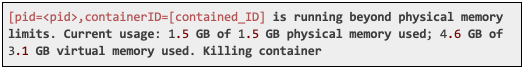 [pid=<pid>,containerID=[contained_ID] is running beyond physical memory
limits. Current usage: 1.5 GB of 1.5 GB physical memory used; 4.6 GB of
3.1 GB virtual memory used. Killing container